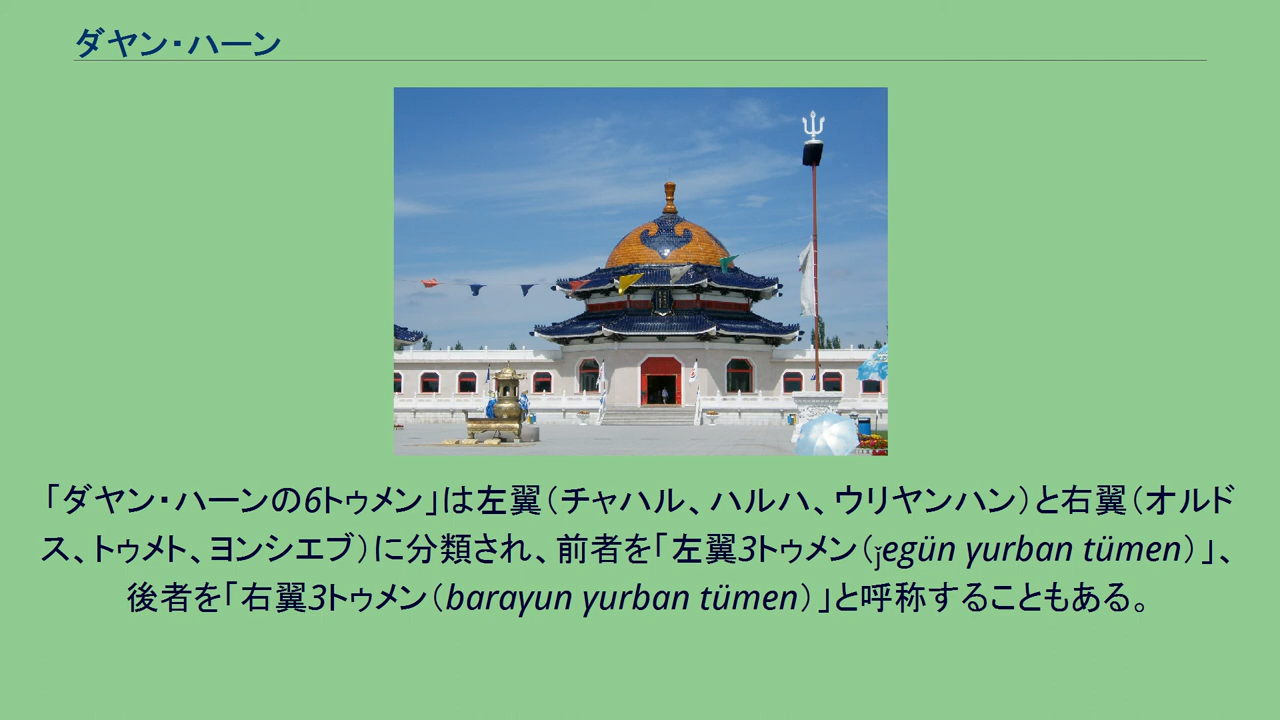 ダヤン・ハーン
「ダヤン・ハーンの6トゥメン」は左翼（チャハル、ハルハ、ウリヤンハン）と右翼（オルド
ス、トゥメト、ヨンシエブ）に分類され、前者を「左翼3トゥメン（ǰegün γurban tümen）」、
後者を「右翼3トゥメン（baraγun γurban tümen）」と呼称することもある。